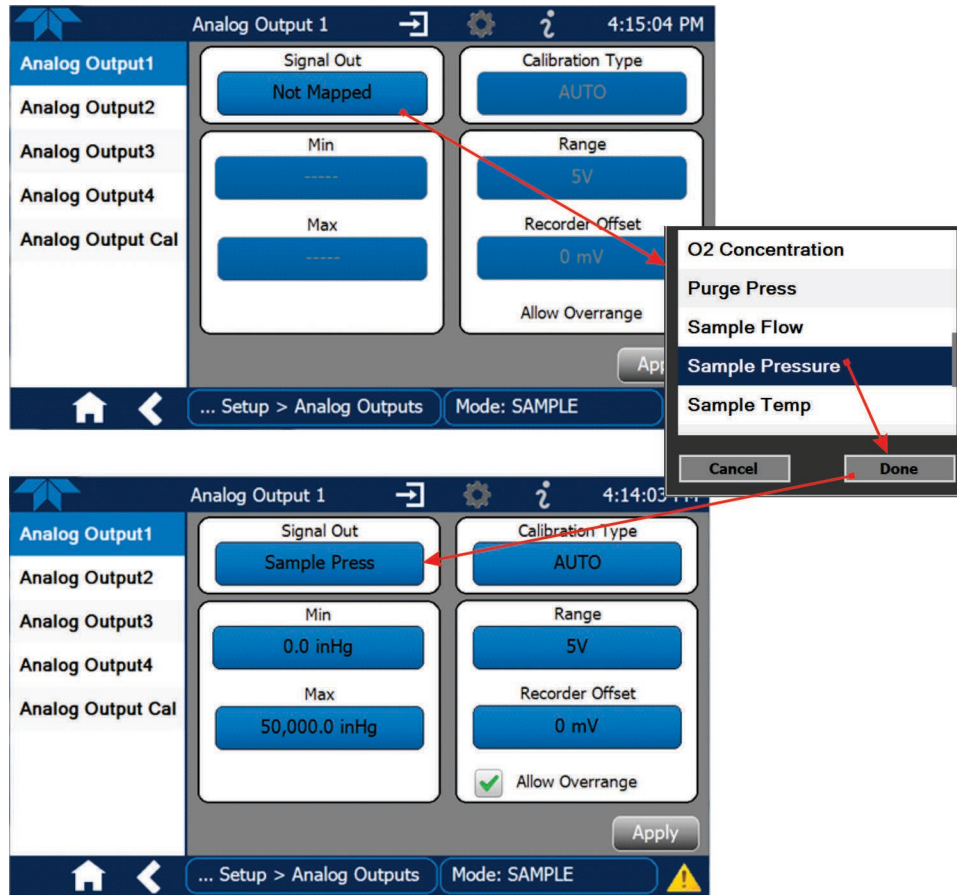 Analog Output 1
4:15:04 PM
Analog Output1
Analog Output2
Analog Output3
Analog Output4
Analog Output Cal
Signal Out
Not Mapped
Min
-----
Max
-----
Calibration Type
AUTO
Range
5V
Recorder Offset
0 mV
Allow Overrange
... Setup > Analog Outputs
Mode: SAMPLE
O2 Concentration
Purge Press
Sample Flow
Sample Pressure
Sample Temp
Cancel
Done
Analog Output 1
4:14:03
Analog Output1
Analog Output2
Analog Output3
Analog Output4
Analog Output Cal
Signal Out
Sample Press
Min
0.0 inHg
Max
50,000.0 inHg
Calibration Type
AUTO
Range
5V
Recorder Offset
0 mV
Allow Overrange
Apply
... Setup > Analog Outputs
Mode: SAMPLE